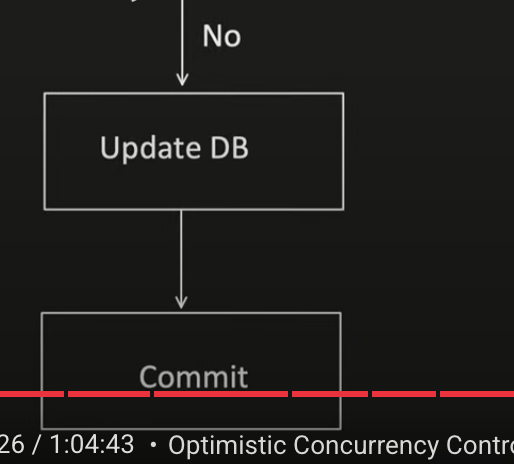 No
Update DB
Commit
26 / 1:04:43 • Optimistic Concurrency Contro